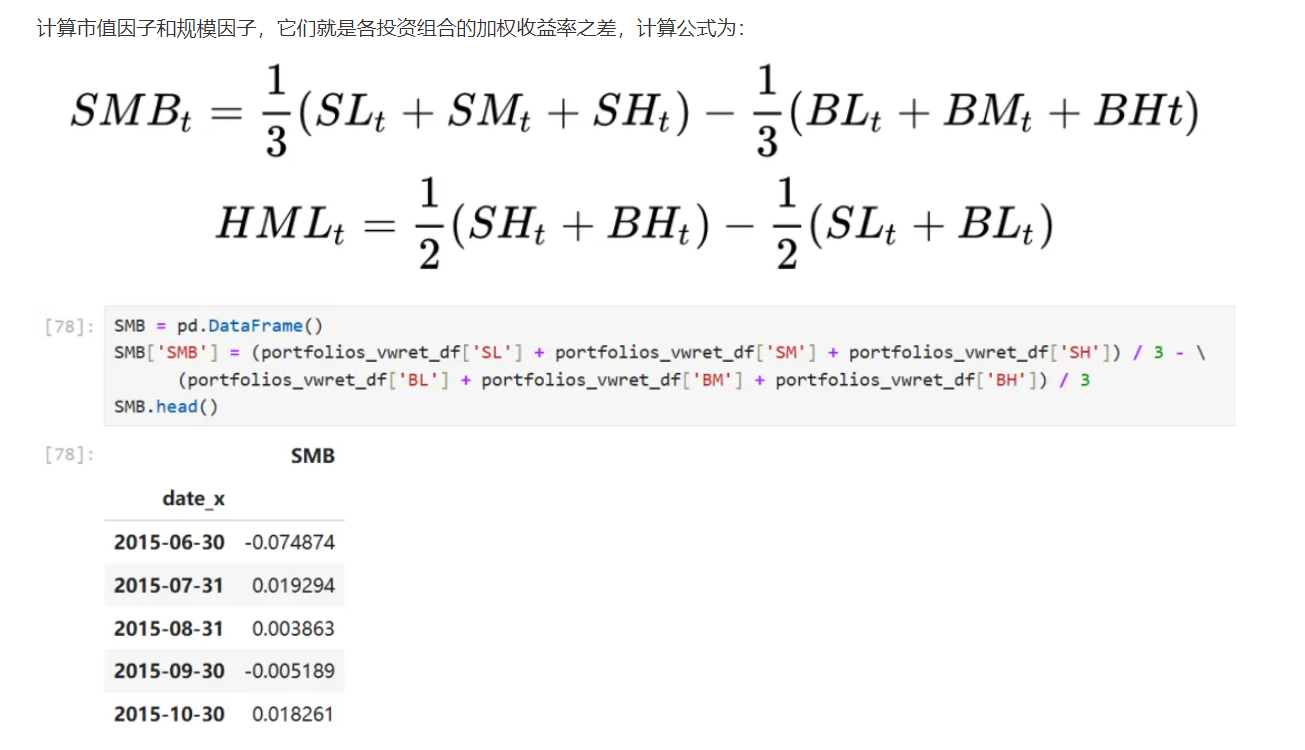 计算市值因子和规模因子，它们就是各投资组合的加权收益率之差，计算公式为：
SMB_t = \frac{1}{3}(SL_t + SM_t + SH_t) − \frac{1}{3}(BL_t + BM_t + BHt)
HML_t = \frac{1}{2}(SH_t + BH_t) − \frac{1}{2}(SL_t + BL_t)
[78]: SMB = pd.DataFrame()
SMB['SMB'] = (portfolios_vwret_df['SL'] + portfolios_vwret_df['SM'] + portfolios_vwret_df['SH']) / 3 - \
(portfolios_vwret_df['BL'] + portfolios_vwret_df['BM'] + portfolios_vwret_df['BH']) / 3
SMB.head()
[78]: SMB
date_x
2015-06-30 -0.074874
2015-07-31 0.019294
2015-08-31 0.003863
2015-09-30 -0.005189
2015-10-30 0.018261